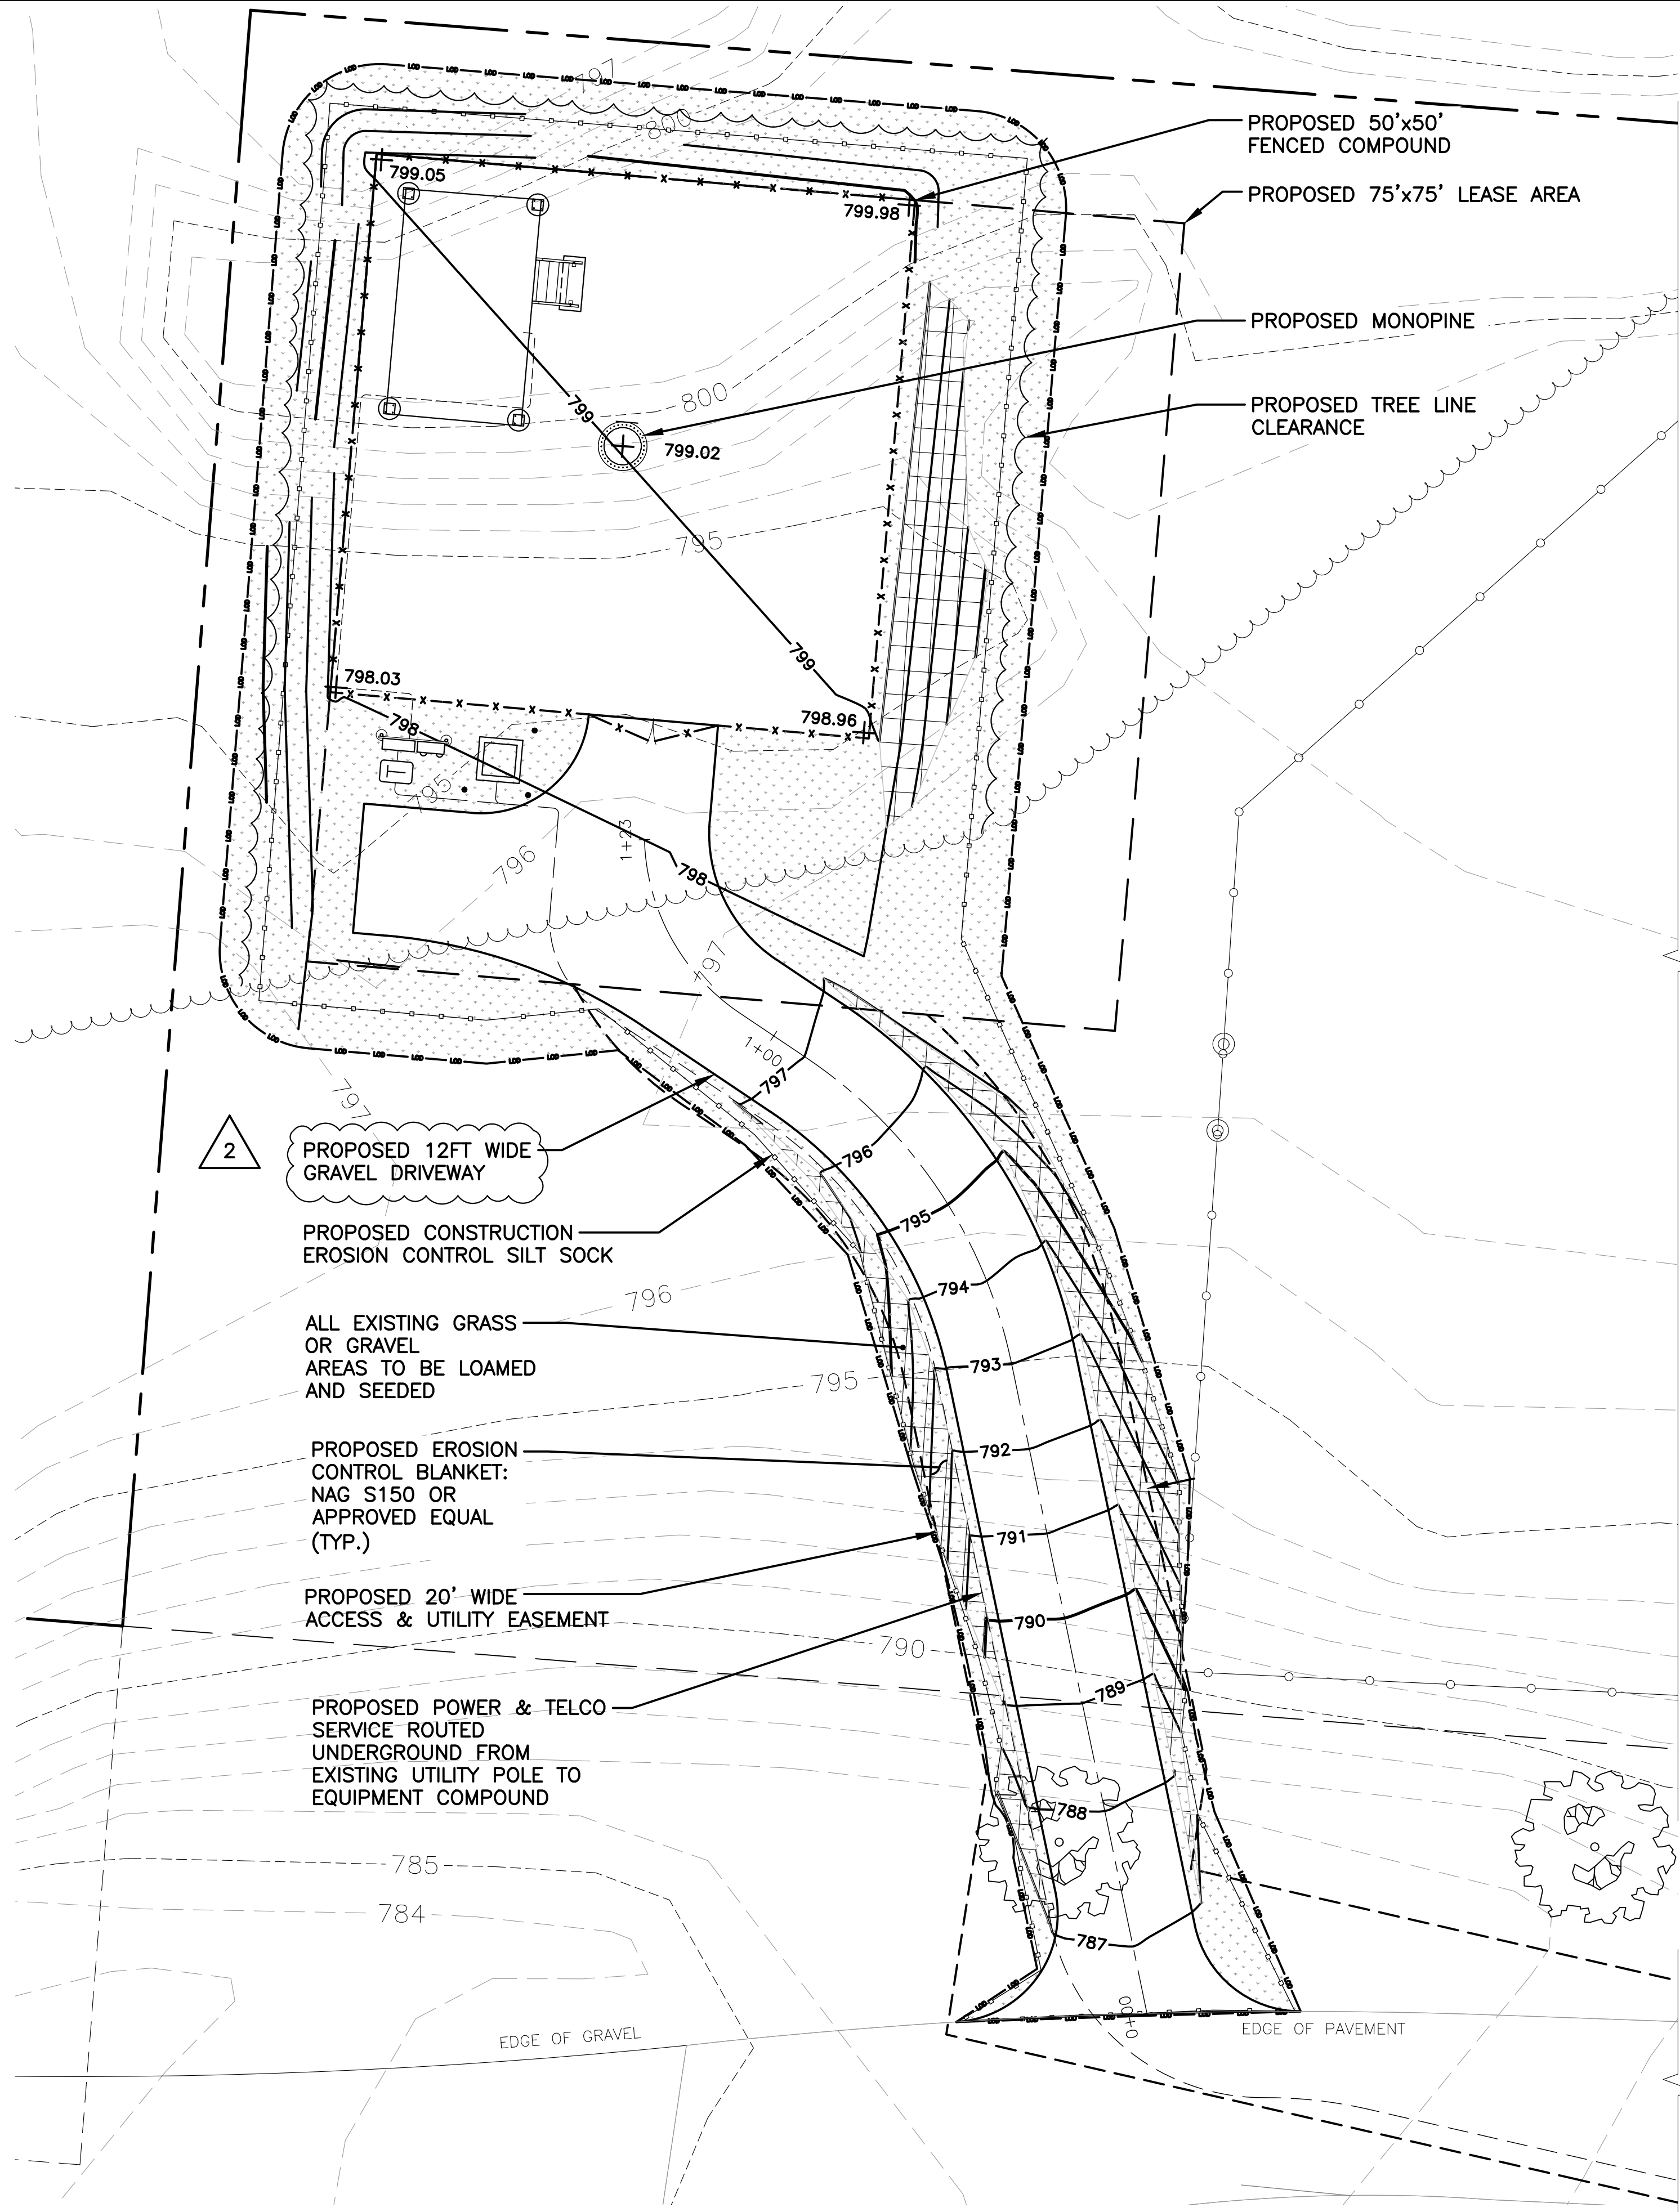 797
800
PROPOSED 50'x50'
FENCED COMPOUND
799.05
799.98
PROPOSED 75'x75' LEASE AREA
PROPOSED MONOPINE
799
800
799.02
PROPOSED TREE LINE
CLEARANCE
795
799
798.03
798.96
798
795
796
1+23
798
797
1+00
797
797
2
PROPOSED 12FT WIDE
GRAVEL DRIVEWAY
796
PROPOSED CONSTRUCTION
EROSION CONTROL SILT SOCK
795
794
796
ALL EXISTING GRASS
OR GRAVEL
AREAS TO BE LOAMED
AND SEEDED
793
795
PROPOSED EROSION
CONTROL BLANKET:
NAG S150 OR
APPROVED EQUAL
(TYP.)
792
791
PROPOSED 20' WIDE
ACCESS & UTILITY EASEMENT
790
790
789
PROPOSED POWER & TELCO
SERVICE ROUTED
UNDERGROUND FROM
EXISTING UTILITY POLE TO
EQUIPMENT COMPOUND
788
785
784
787
0+00
EDGE OF GRAVEL
EDGE OF PAVEMENT
LOD